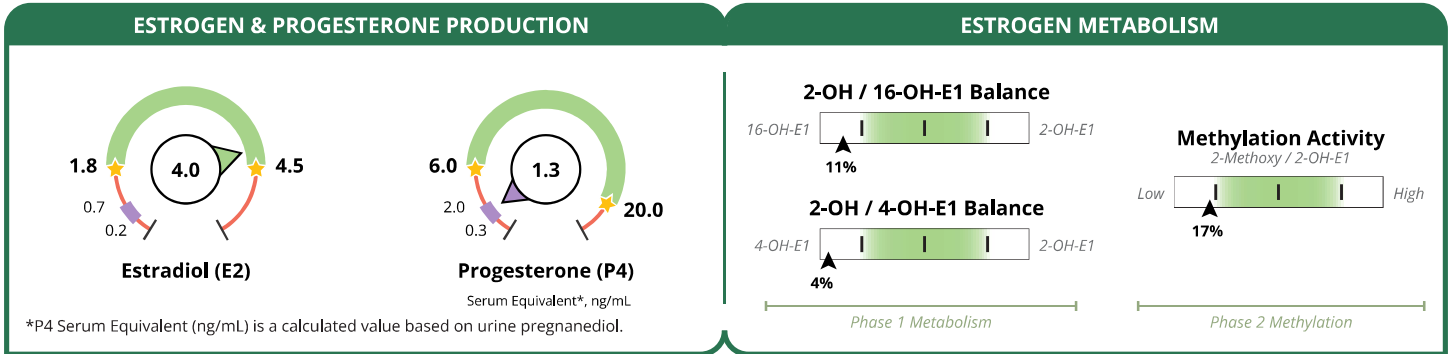 ESTROGEN & PROGESTERONE PRODUCTION
1.8
4.0
4.5
0.7
0.2
Estradiol (E2)
6.0
1.3
2.0
0.3
20.0
Progesterone (P4)
Serum Equivalent*, ng/mL
*P4 Serum Equivalent (ng/mL) is a calculated value based on urine pregnanediol.
ESTROGEN METABOLISM
2-OH / 16-OH-E1 Balance
16-OH-E1
2-OH-E1
11%
2-OH / 4-OH-E1 Balance
4-OH-E1
2-OH-E1
4%
Phase 1 Metabolism
Methylation Activity
2-Methoxy / 2-OH-E1
Low
High
17%
Phase 2 Methylation